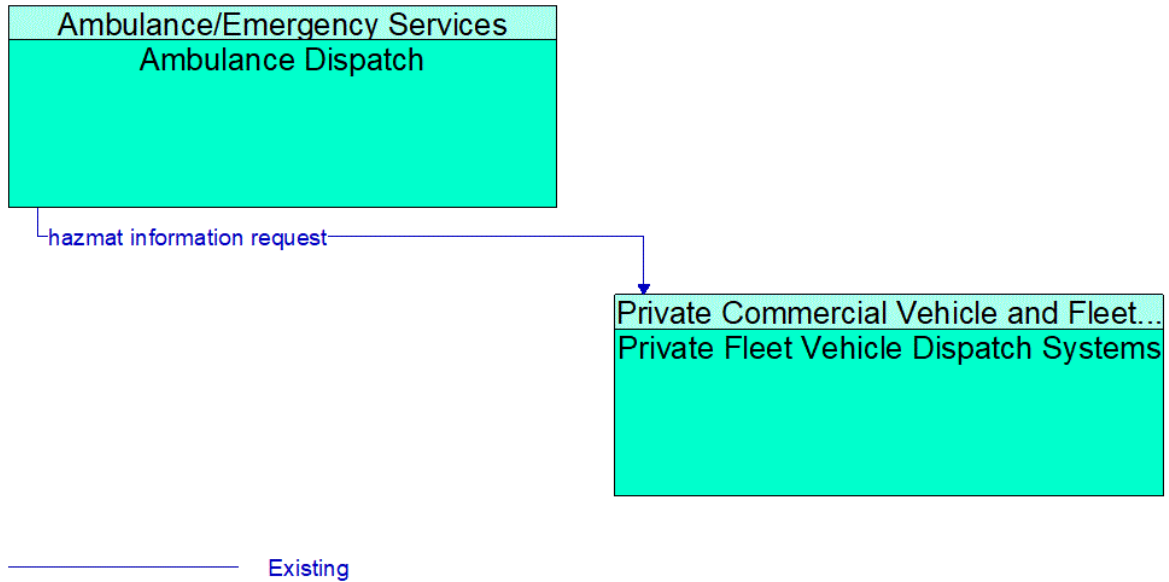 Ambulance/Emergency Services
Ambulance Dispatch
hazmat information request
Private Commercial Vehicle and Fleet...
Private Fleet Vehicle Dispatch Systems
Existing